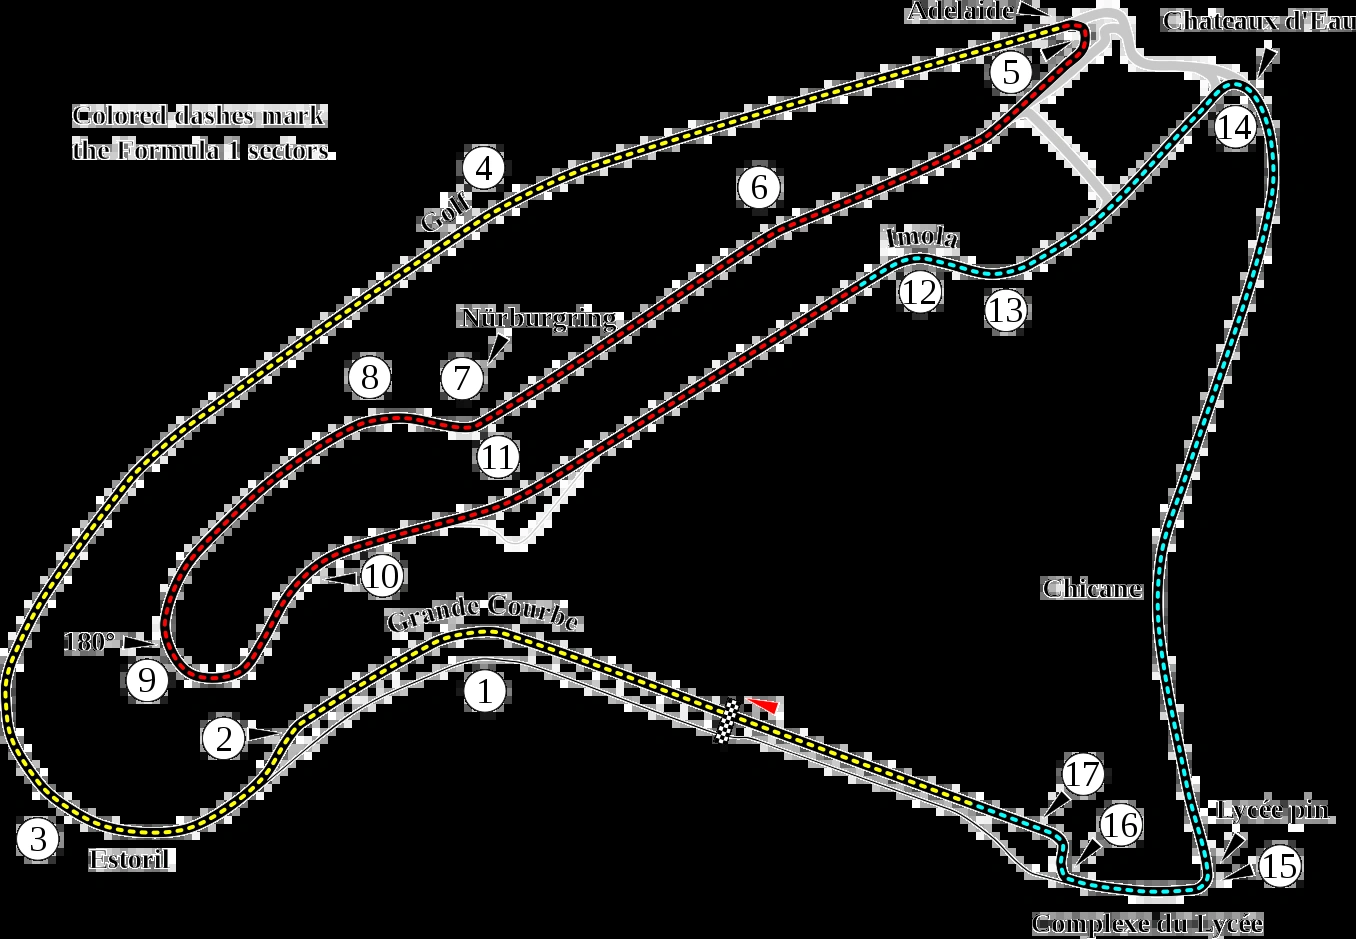 Adelaide
Chateaux d'Eau
5
Colored dashes mark
the Formula 1 sectors
14
4
6
Golf
Imola
12
13
Nürburgring
8
7
11
10
Chicane
Grande Courbe
180°
9
1
2
17
Lycée pin
16
3
15
Estoril
Complexe du Lycée